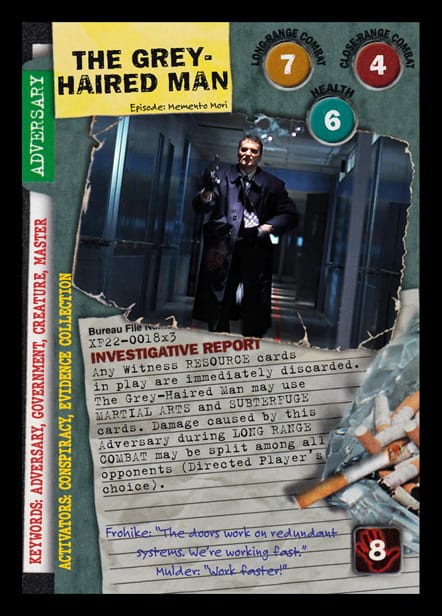 THE GREY-
HAIRED MAN
Episode: Memento Mori
LONG-RANGE COMBAT
7
CLOSE-RANGE COMBAT
4
HEALTH
6
ADVERSARY
KEYWORDS: ADVERSARY, GOVERNMENT, CREATURE, MASTER
ACTIVATORS: CONSPIRACY, EVIDENCE COLLECTION
Bureau File
XF22-0018x3
INVESTIGATIVE REPORT
Any Witness RESOURCE cards
in play are immediately discarded.
The Grey-Haired Man may use
MARTIAL ARTS and SUBTERFUGE
cards. Damage caused by this
Adversary during LONG RANGE
COMBAT may be split among all
opponents (Directed Player's
choice).
Frohike: "The doors work on redundant
systems. We're working fast."
Mulder: "Work faster!"
8